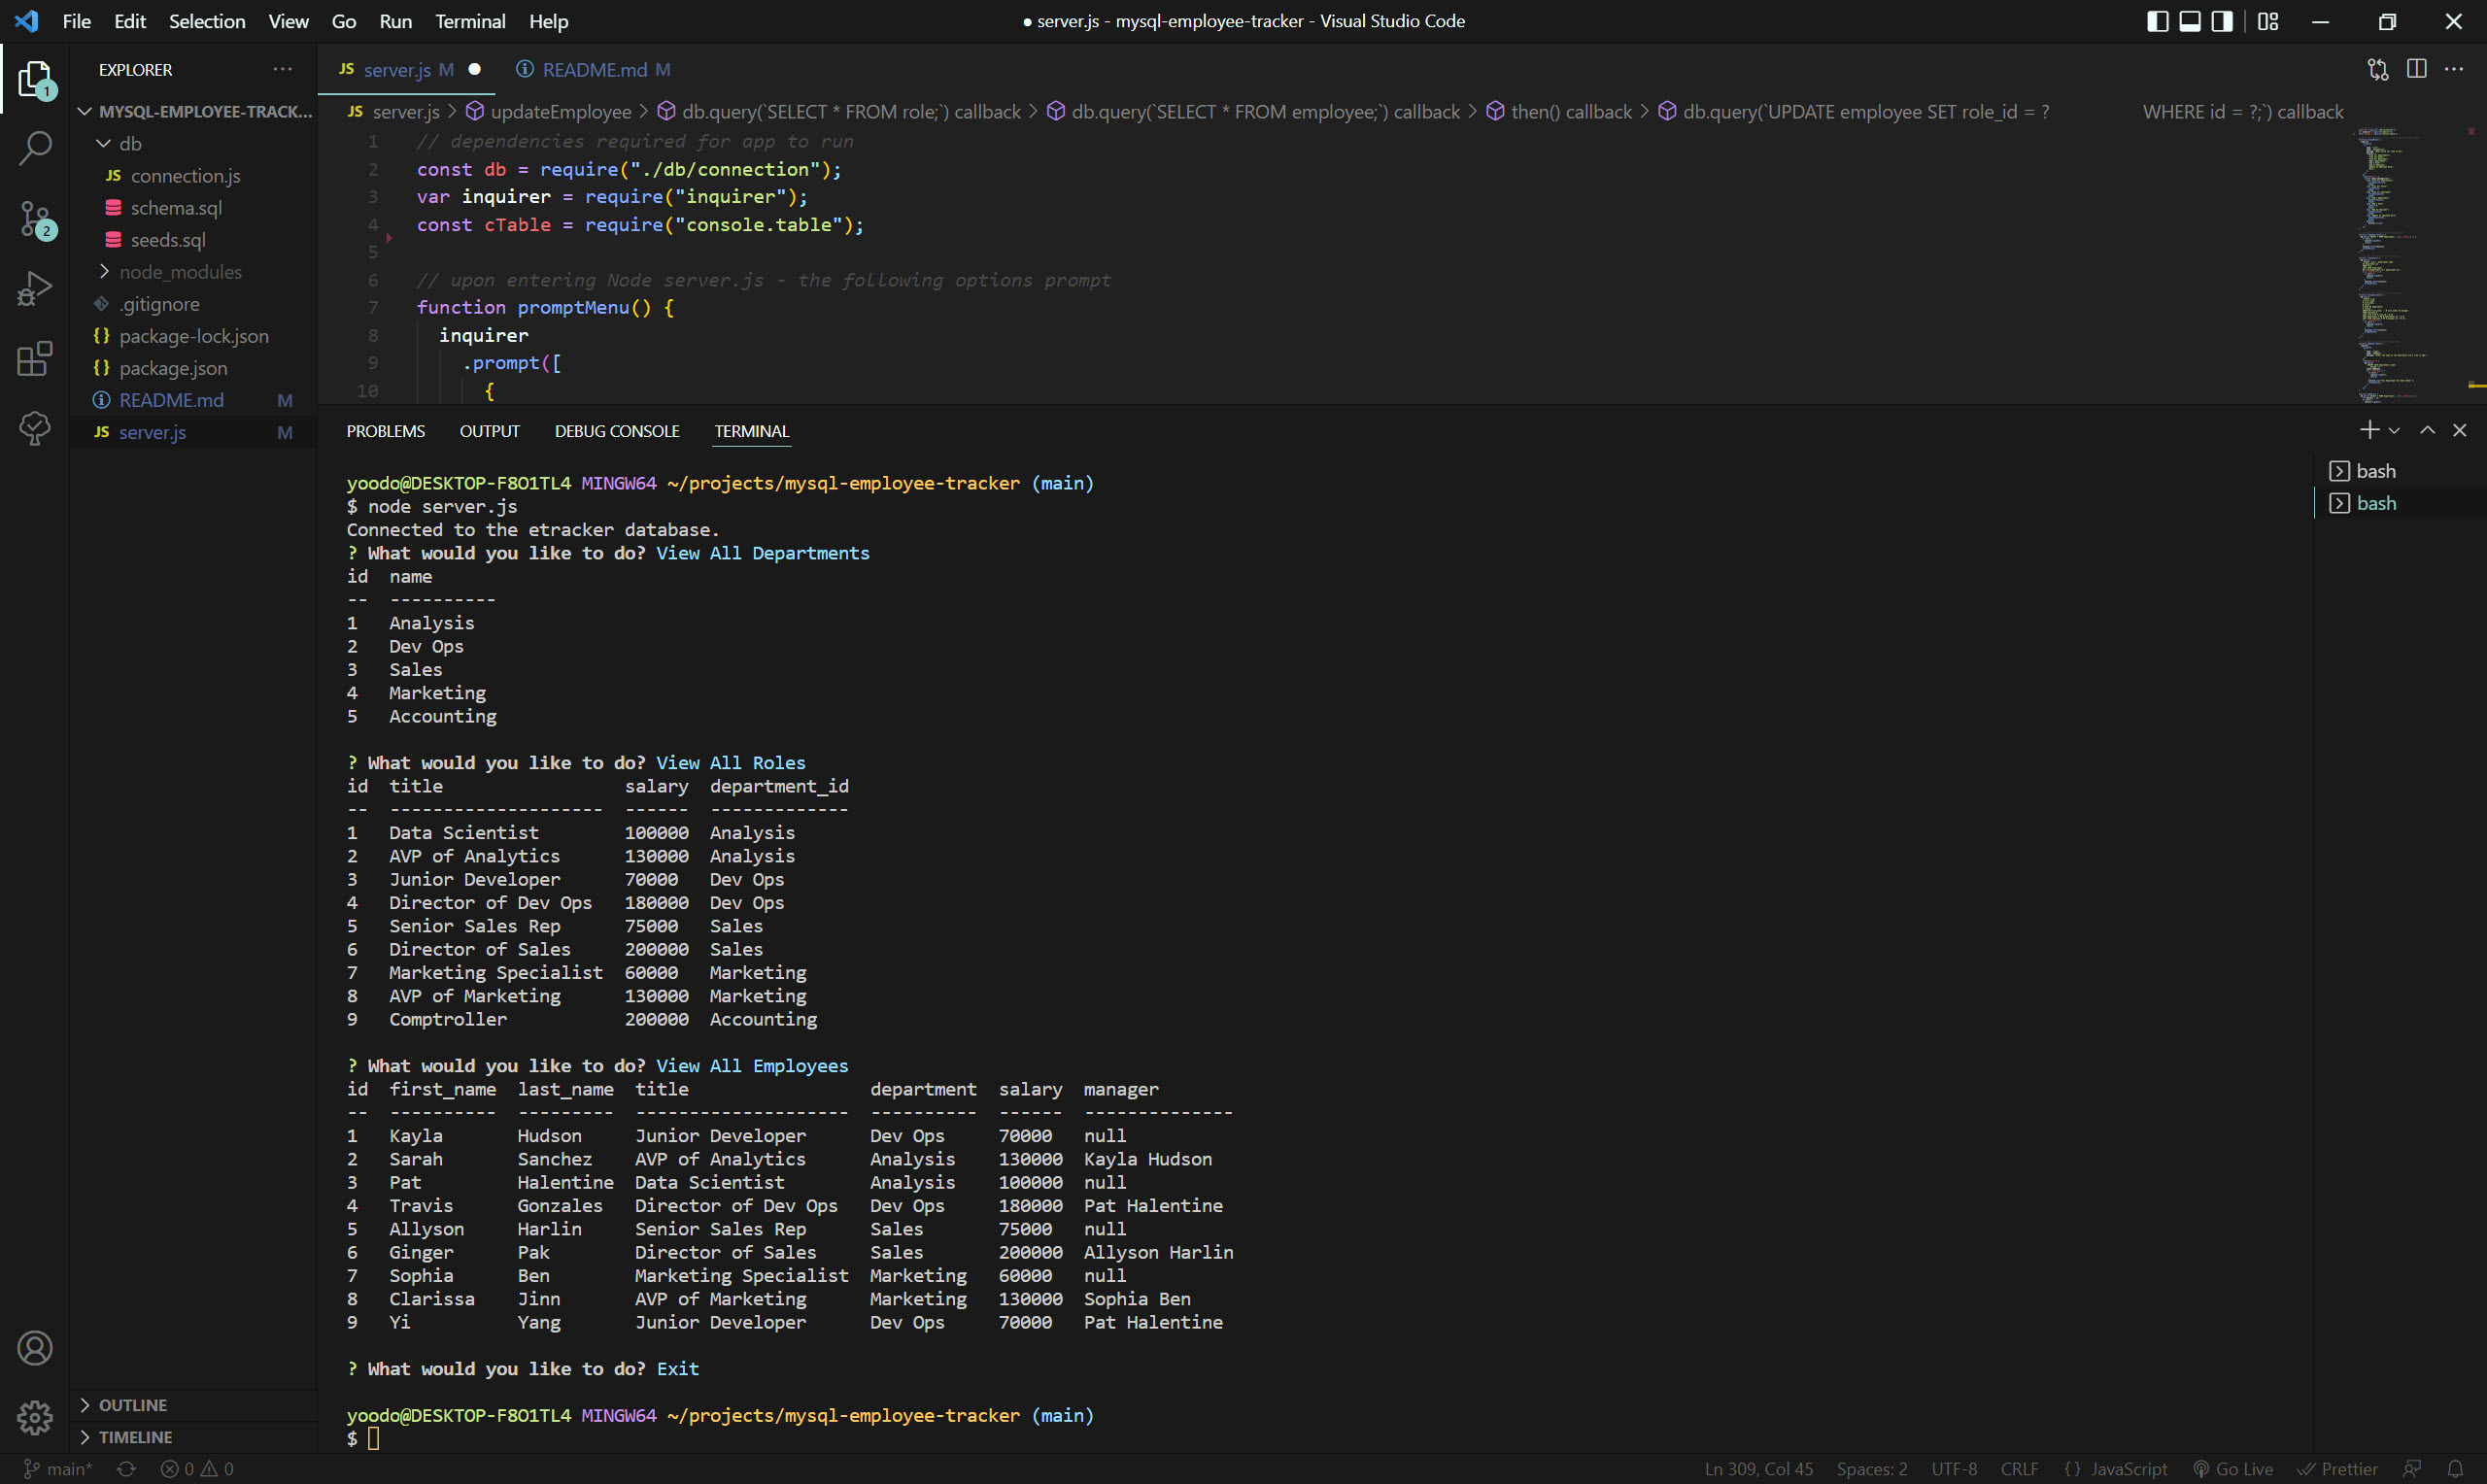 File Edit Selection View Go Run Terminal Help
● server.js - mysql-employee-tracker - Visual Studio Code
EXPLORER
1
2
MYSQL-EMPLOYEE-TRACK...
db
JS connection.js
schema.sql
seeds.sql
node_modules
.gitignore
{} package-lock.json
{} package.json
README.md M
JS server.js M
OUTLINE
TIMELINE
JS server.js M ● README.md M
JS server.js > updateEmployee > db.query(`SELECT * FROM role;`) callback > db.query(`SELECT * FROM employee;`) callback > then() callback > db.query(`UPDATE employee SET role_id = ? WHERE id = ?;`) callback
1 // dependencies required for app to run
2 const db = require("./db/connection");
3 var inquirer = require("inquirer");
4 const cTable = require("console.table");
5
6 // upon entering Node server.js - the following options prompt
7 function promptMenu() {
8 inquirer
9 .prompt([
10 {
PROBLEMS OUTPUT DEBUG CONSOLE TERMINAL
bash
bash
yoodo@DESKTOP-F8O1TL4 MINGW64 ~/projects/mysql-employee-tracker (main)
$ node server.js
Connected to the etracker database.
? What would you like to do? View All Departments
id name
-- ----------
1 Analysis
2 Dev Ops
3 Sales
4 Marketing
5 Accounting
? What would you like to do? View All Roles
id title salary department_id
-- -------------------- ------ -------------
1 Data Scientist 100000 Analysis
2 AVP of Analytics 130000 Analysis
3 Junior Developer 70000 Dev Ops
4 Director of Dev Ops 180000 Dev Ops
5 Senior Sales Rep 75000 Sales
6 Director of Sales 200000 Sales
7 Marketing Specialist 60000 Marketing
8 AVP of Marketing 130000 Marketing
9 Comptroller 200000 Accounting
? What would you like to do? View All Employees
id first_name last_name title department salary manager
-- ---------- --------- -------------------- ---------- ------ --------------
1 Kayla Hudson Junior Developer Dev Ops 70000 null
2 Sarah Sanchez AVP of Analytics Analysis 130000 Kayla Hudson
3 Pat Halentine Data Scientist Analysis 100000 null
4 Travis Gonzales Director of Dev Ops Dev Ops 180000 Pat Halentine
5 Allyson Harlin Senior Sales Rep Sales 75000 null
6 Ginger Pak Director of Sales Sales 200000 Allyson Harlin
7 Sophia Ben Marketing Specialist Marketing 60000 null
8 Clarissa Jinn AVP of Marketing Marketing 130000 Sophia Ben
9 Yi Yang Junior Developer Dev Ops 70000 Pat Halentine
? What would you like to do? Exit
yoodo@DESKTOP-F8O1TL4 MINGW64 ~/projects/mysql-employee-tracker (main)
$
main* 0 0 Ln 309, Col 45 Spaces: 2 UTF-8 CRLF {} JavaScript Go Live Prettier